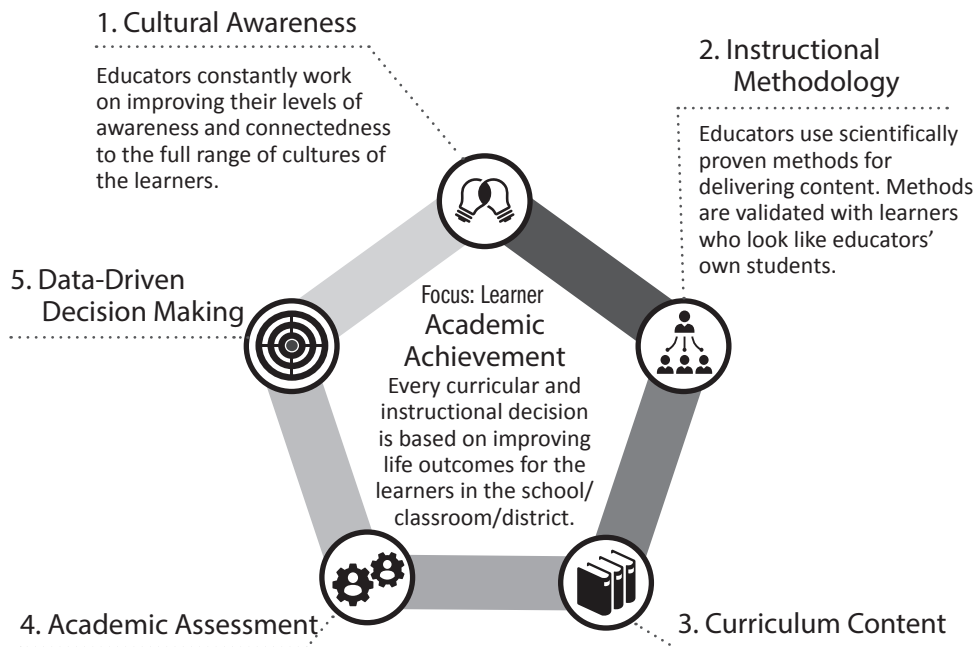 1. Cultural Awareness
Educators constantly work
on improving their levels of
awareness and connectedness
to the full range of cultures of
the learners.
2. Instructional
Methodology
Educators use scientifically
proven methods for
delivering content. Methods
are validated with learners
who look like educators’
own students.
5. Data-Driven
Decision Making
Focus: Learner
Academic
Achievement
Every curricular and
instructional decision
is based on improving
life outcomes for the
learners in the school/
classroom/district.
4. Academic Assessment
3. Curriculum Content